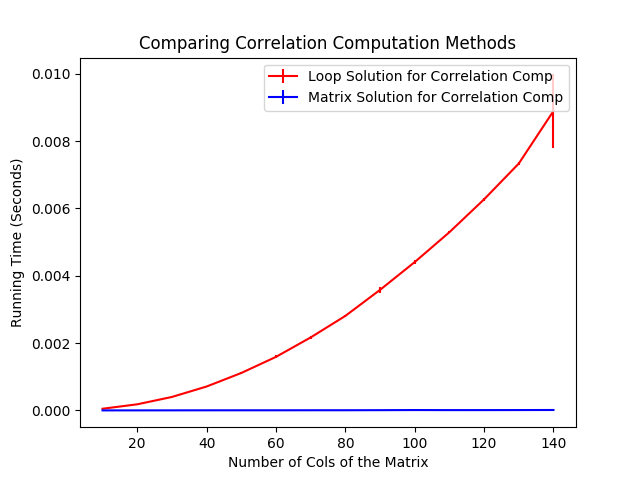 Comparing Correlation Computation Methods
Loop Solution for Correlation Comp
Matrix Solution for Correlation Comp
Running Time (Seconds)
0.010
0.008
0.006
0.004
0.002
0.000
20 40 60 80 100 120 140
Number of Cols of the Matrix